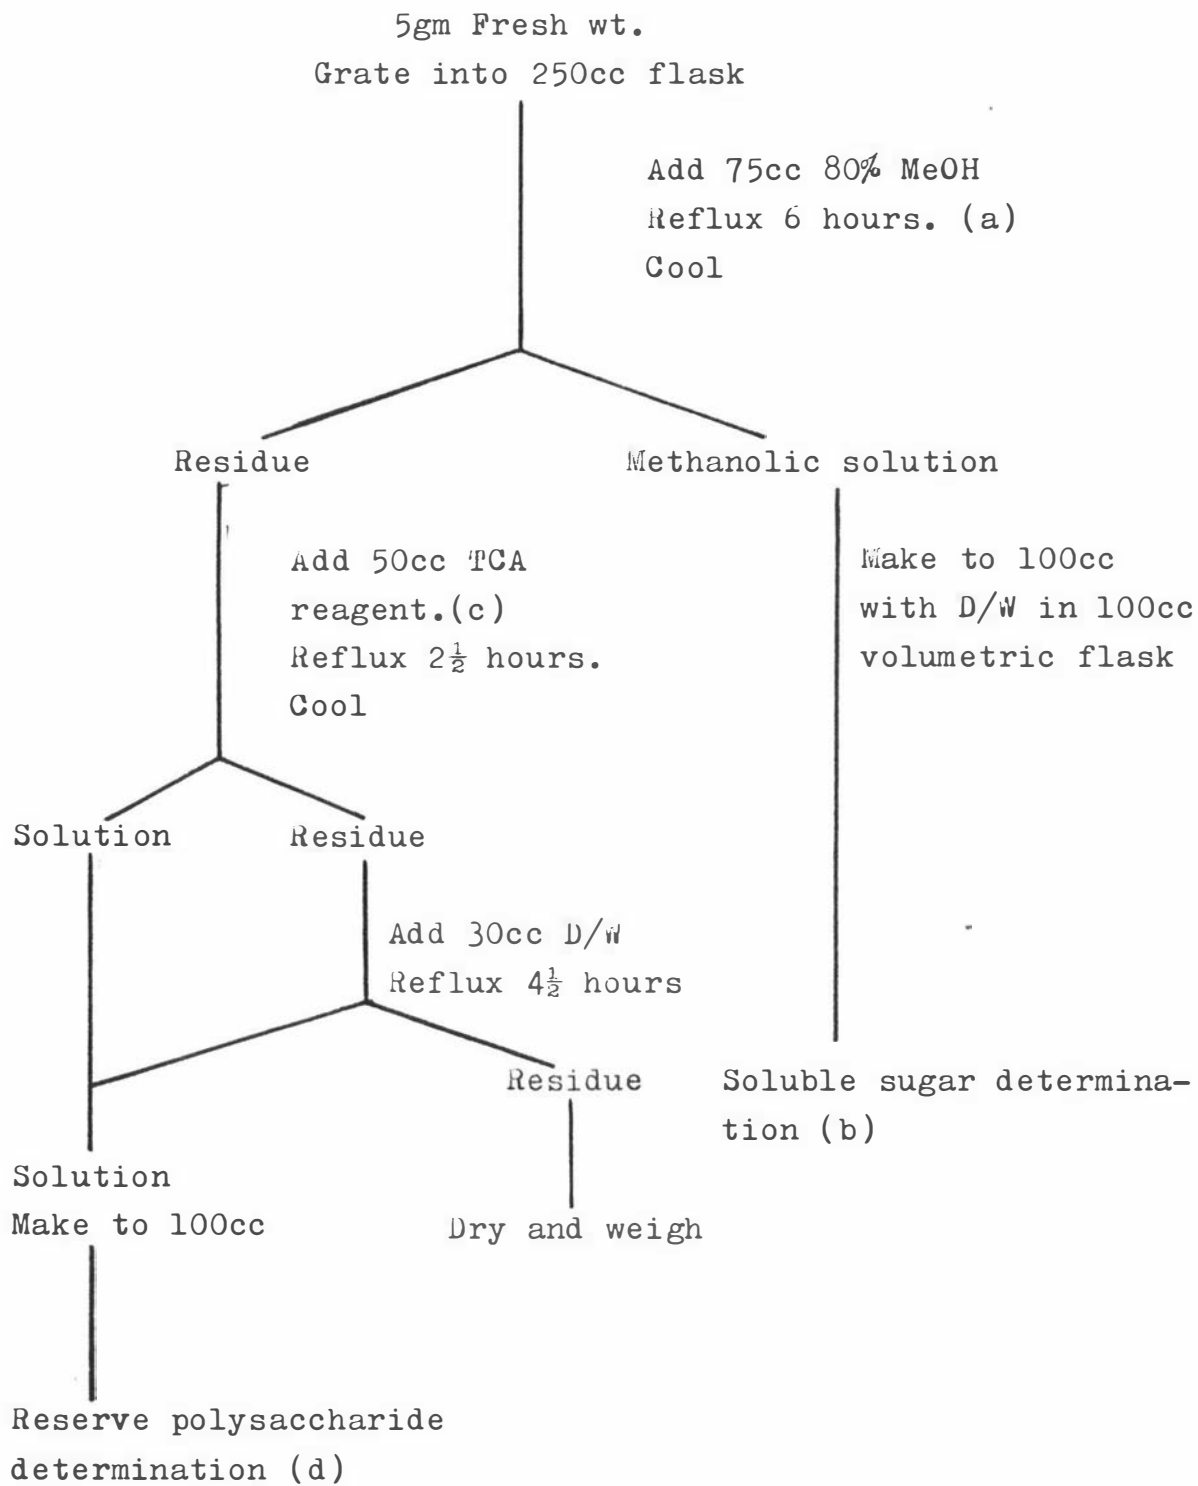 5gm Fresh wt.
Grate into 250cc flask
Add 75cc 80% MeOH
Reflux 6 hours. (a)
Cool
Residue
Methanolic solution
Add 50cc TCA
reagent.(c)
Reflux 2½ hours.
Cool
Make to 100cc
with D/W in 100cc
volumetric flask
Solution
Residue
Add 30cc D/W
Reflux 4½ hours
Residue
Soluble sugar determina-
tion (b)
Solution
Make to 100cc
Dry and weigh
Reserve polysaccharide
determination (d)